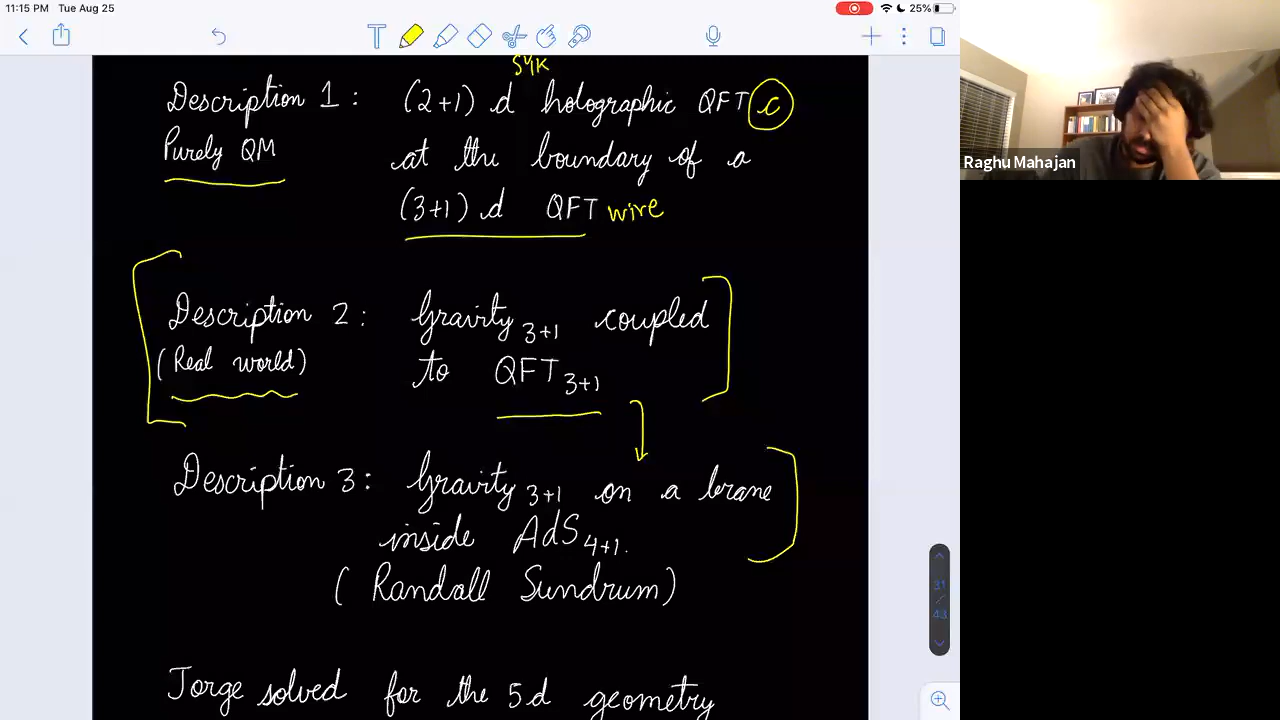 11:15 PM Tue Aug 25
25%
SYK
Description 1: (2+1) d holographic QFT c
Purely QM at the boundary of a
(3+1) d QFT wire
Description 2: Gravity 3+1 coupled
(Real world) to QFT 3+1
Description 3: Gravity 3+1 on a brane
inside AdS 4+1.
(Randall Sundrum)
Jorge solved for the 5d geometry
Raghu Mahajan
31
43